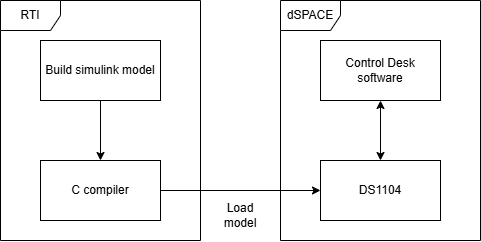 RTI
Build simulink model
C compiler
Load
model
dSPACE
Control Desk
software
DS1104